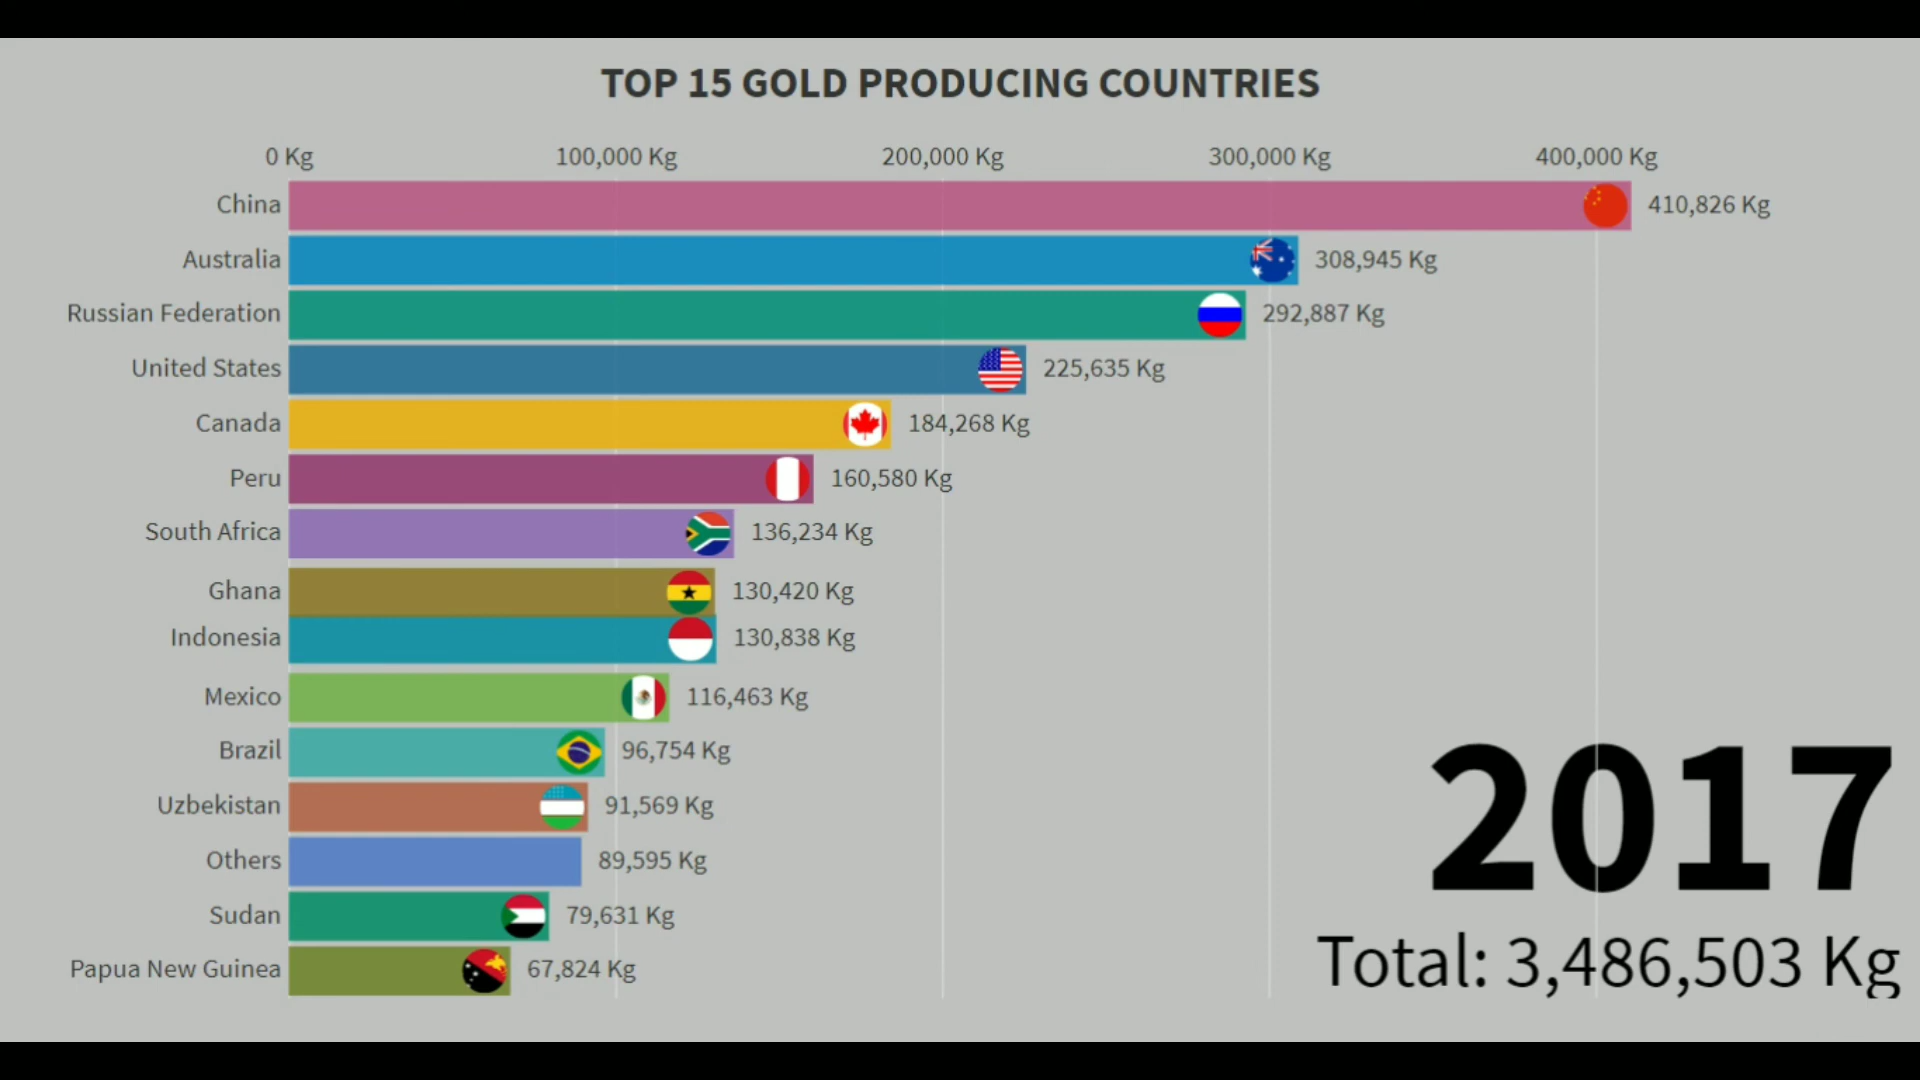 TOP 15 GOLD PRODUCING COUNTRIES
0 Kg 100,000 Kg 200,000 Kg 300,000 Kg 400,000 Kg
China 410,826 Kg
Australia 308,945 Kg
Russian Federation 292,887 Kg
United States 225,635 Kg
Canada 184,268 Kg
Peru 160,580 Kg
South Africa 136,234 Kg
Ghana 130,420 Kg
Indonesia 130,838 Kg
Mexico 116,463 Kg
Brazil 96,754 Kg
Uzbekistan 91,569 Kg
Others 89,595 Kg
Sudan 79,631 Kg
Papua New Guinea 67,824 Kg
2017
Total: 3,486,503 Kg